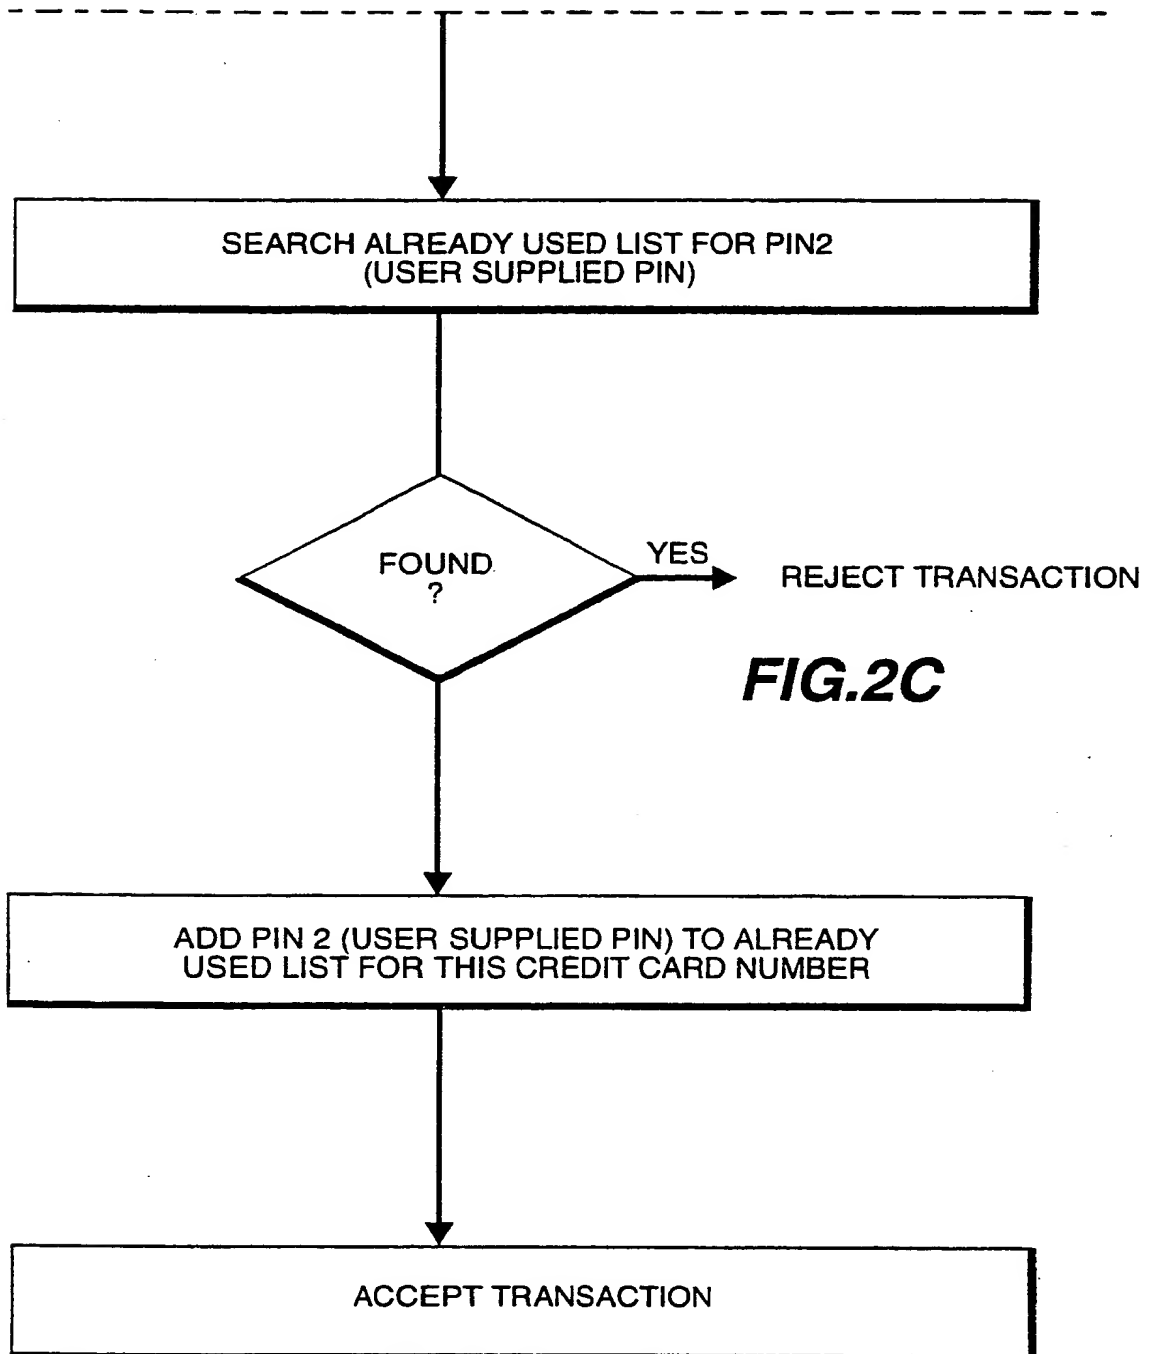 SEARCH ALREADY USED LIST FOR PIN2
(USER SUPPLIED PIN)
FOUND
?
YES
REJECT TRANSACTION
FIG.2C
ADD PIN 2 (USER SUPPLIED PIN) TO ALREADY
USED LIST FOR THIS CREDIT CARD NUMBER
ACCEPT TRANSACTION